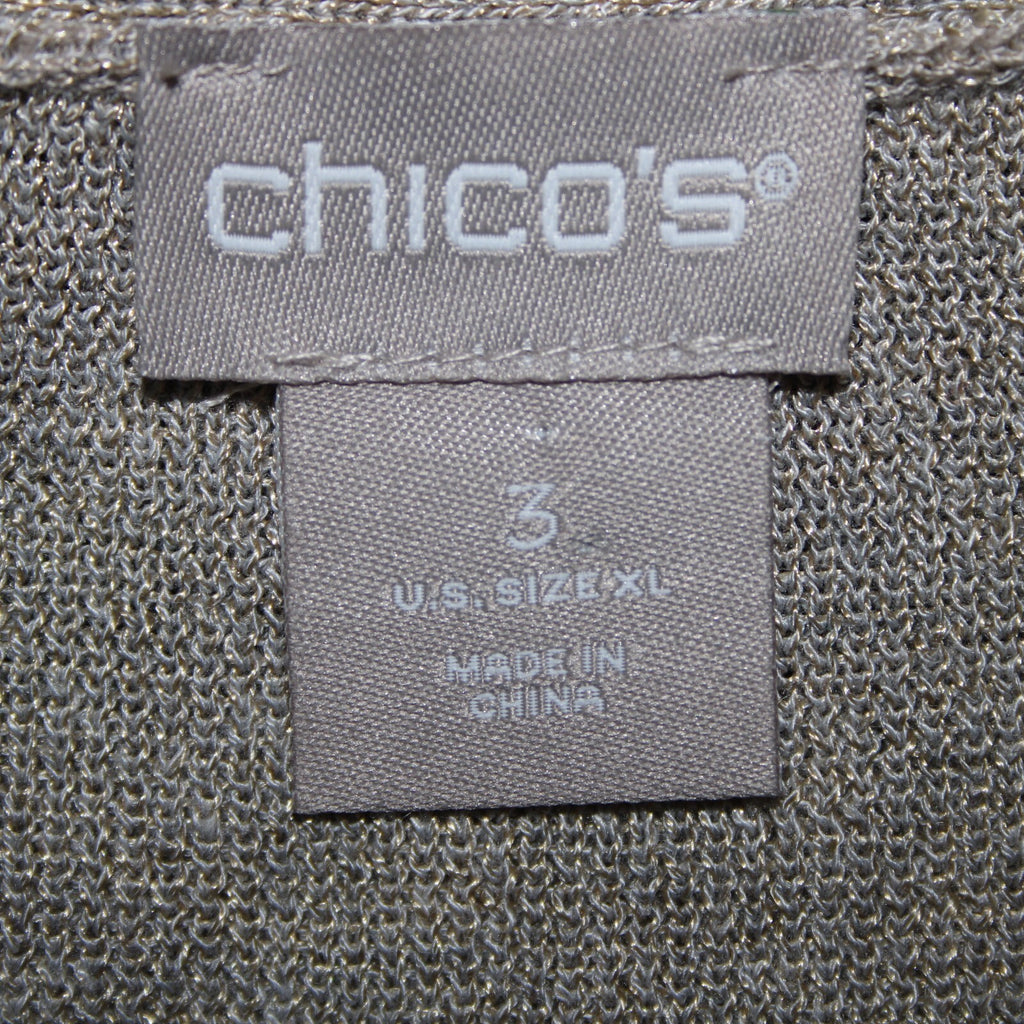 chico's®
3
U.S. SIZE XL
MADE IN
CHINA